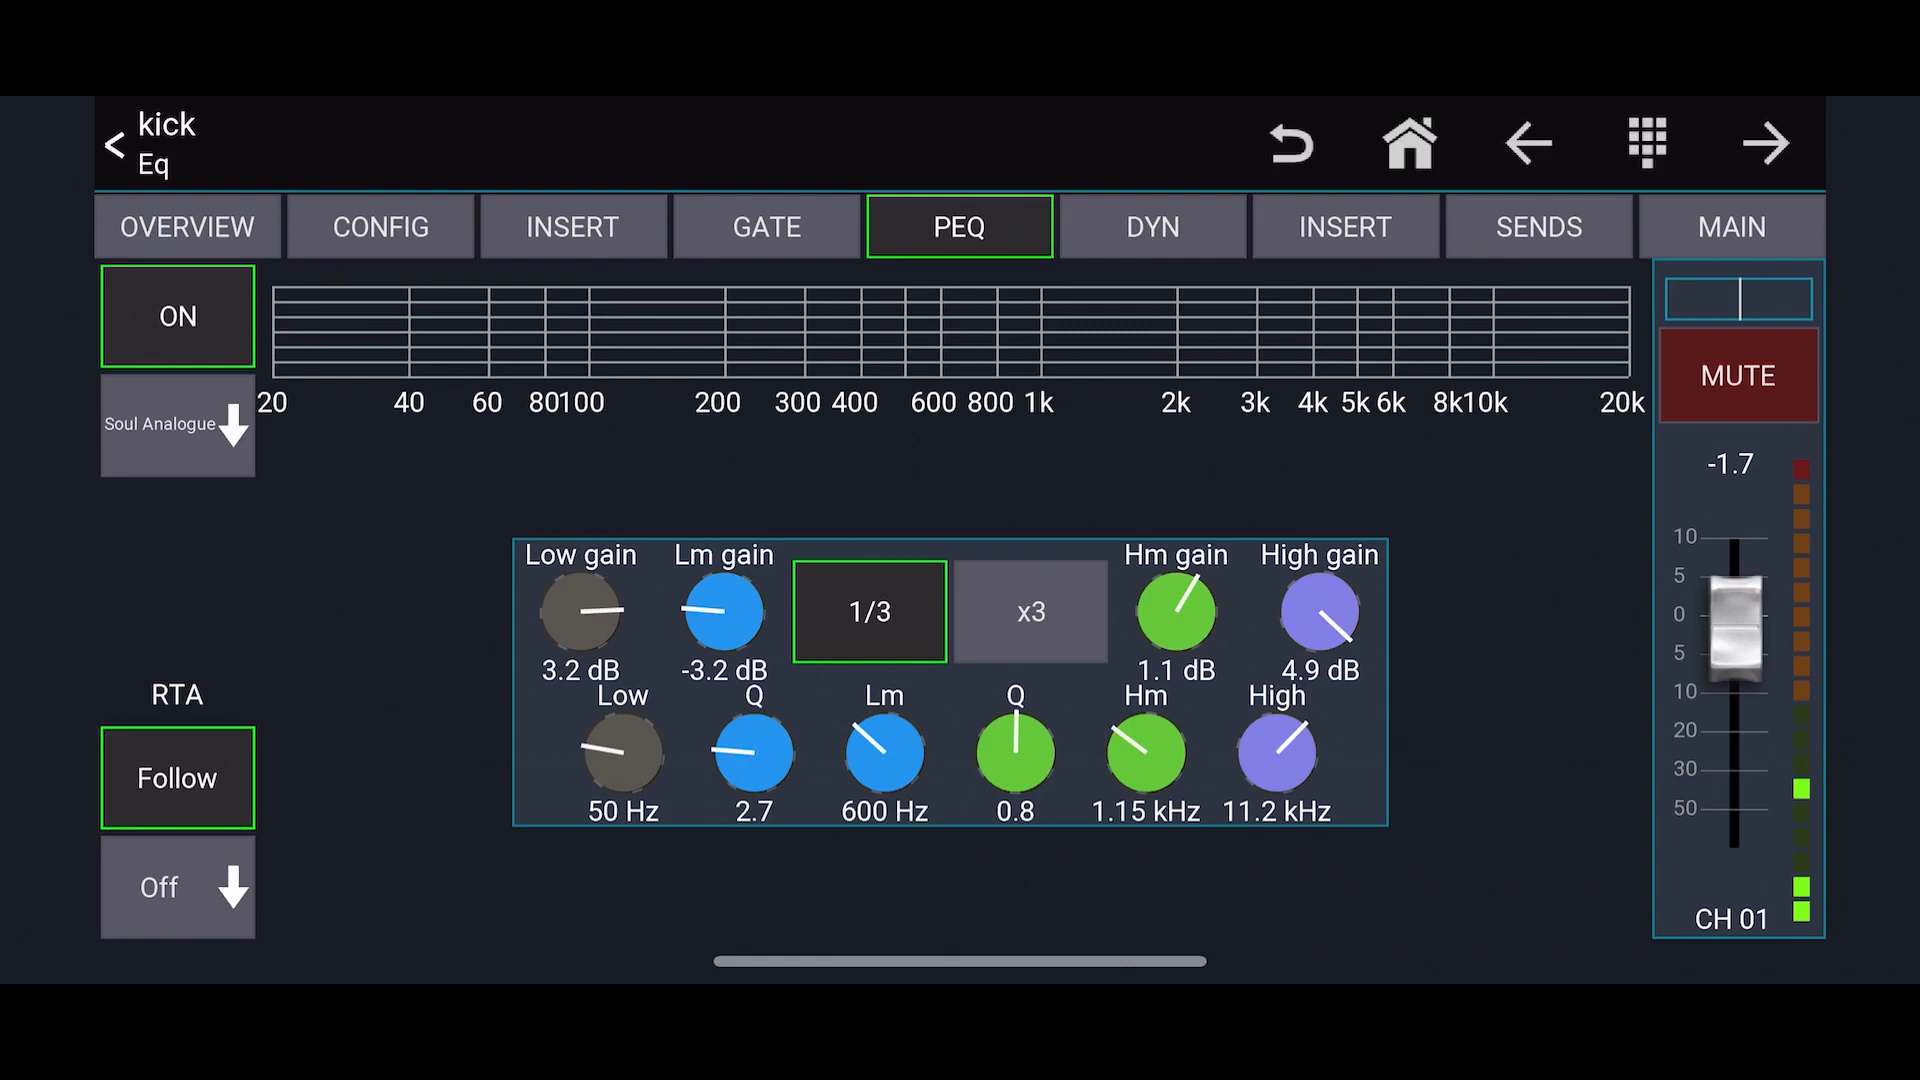 kick
Eq
OVERVIEW CONFIG INSERT GATE PEQ DYN INSERT SENDS MAIN
ON
Soul Analogue
20 40 60 80 100 200 300 400 600 800 1k 2k 3k 4k 5k 6k 8k 10k 20k
MUTE
-1.7
10
5
0
5
10
20
30
50
CH 01
Low gain Lm gain Hm gain High gain
1/3 x3
3.2 dB -3.2 dB 1.1 dB 4.9 dB
Low Q Lm Q Hm High
50 Hz 2.7 600 Hz 0.8 1.15 kHz 11.2 kHz
RTA
Follow
Off